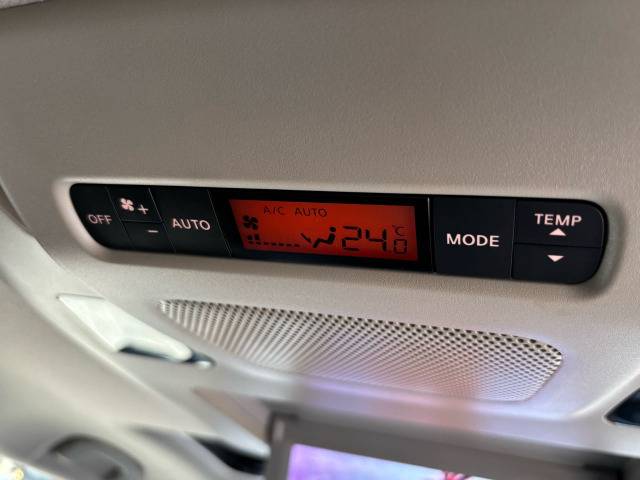 OFF
+
-
AUTO
A/C AUTO
24.0
°C
MODE
TEMP